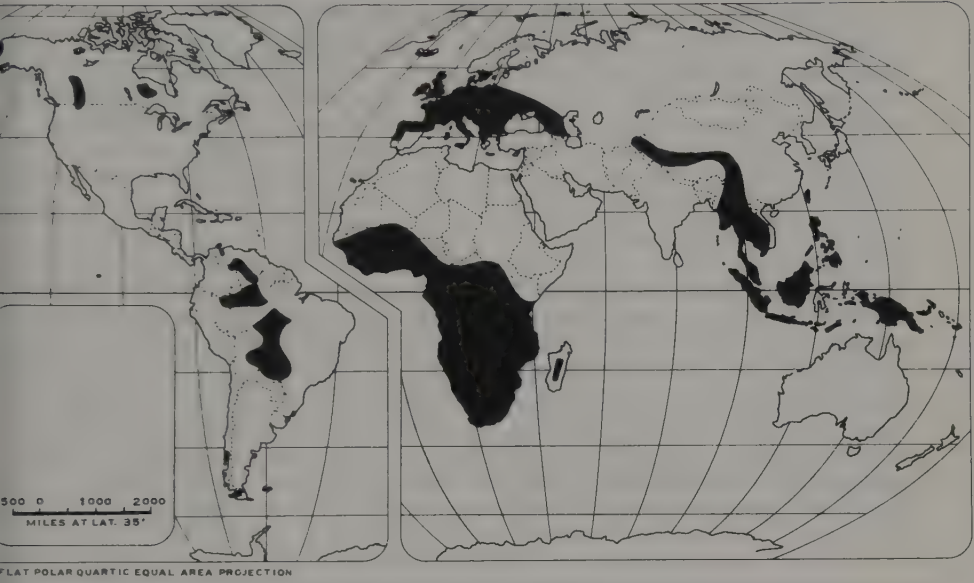 500 0 1000 2000
MILES AT LAT. 35°
FLAT POLAR QUARTIC EQUAL AREA PROJECTION